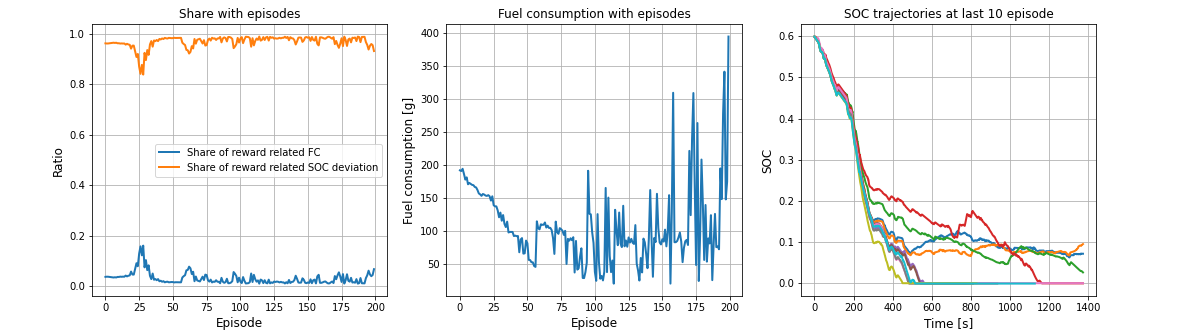 Share with episodes
Ratio
1.0
0.8
0.6
0.4
0.2
0.0
Share of reward related FC
Share of reward related SOC deviation
0 25 50 75 100 125 150 175 200
Episode
Fuel consumption with episodes
Fuel consumption [g]
400
350
300
250
200
150
100
50
0 25 50 75 100 125 150 175 200
Episode
SOC trajectories at last 10 episode
SOC
0.6
0.5
0.4
0.3
0.2
0.1
0.0
0 200 400 600 800 1000 1200 1400
Time [s]